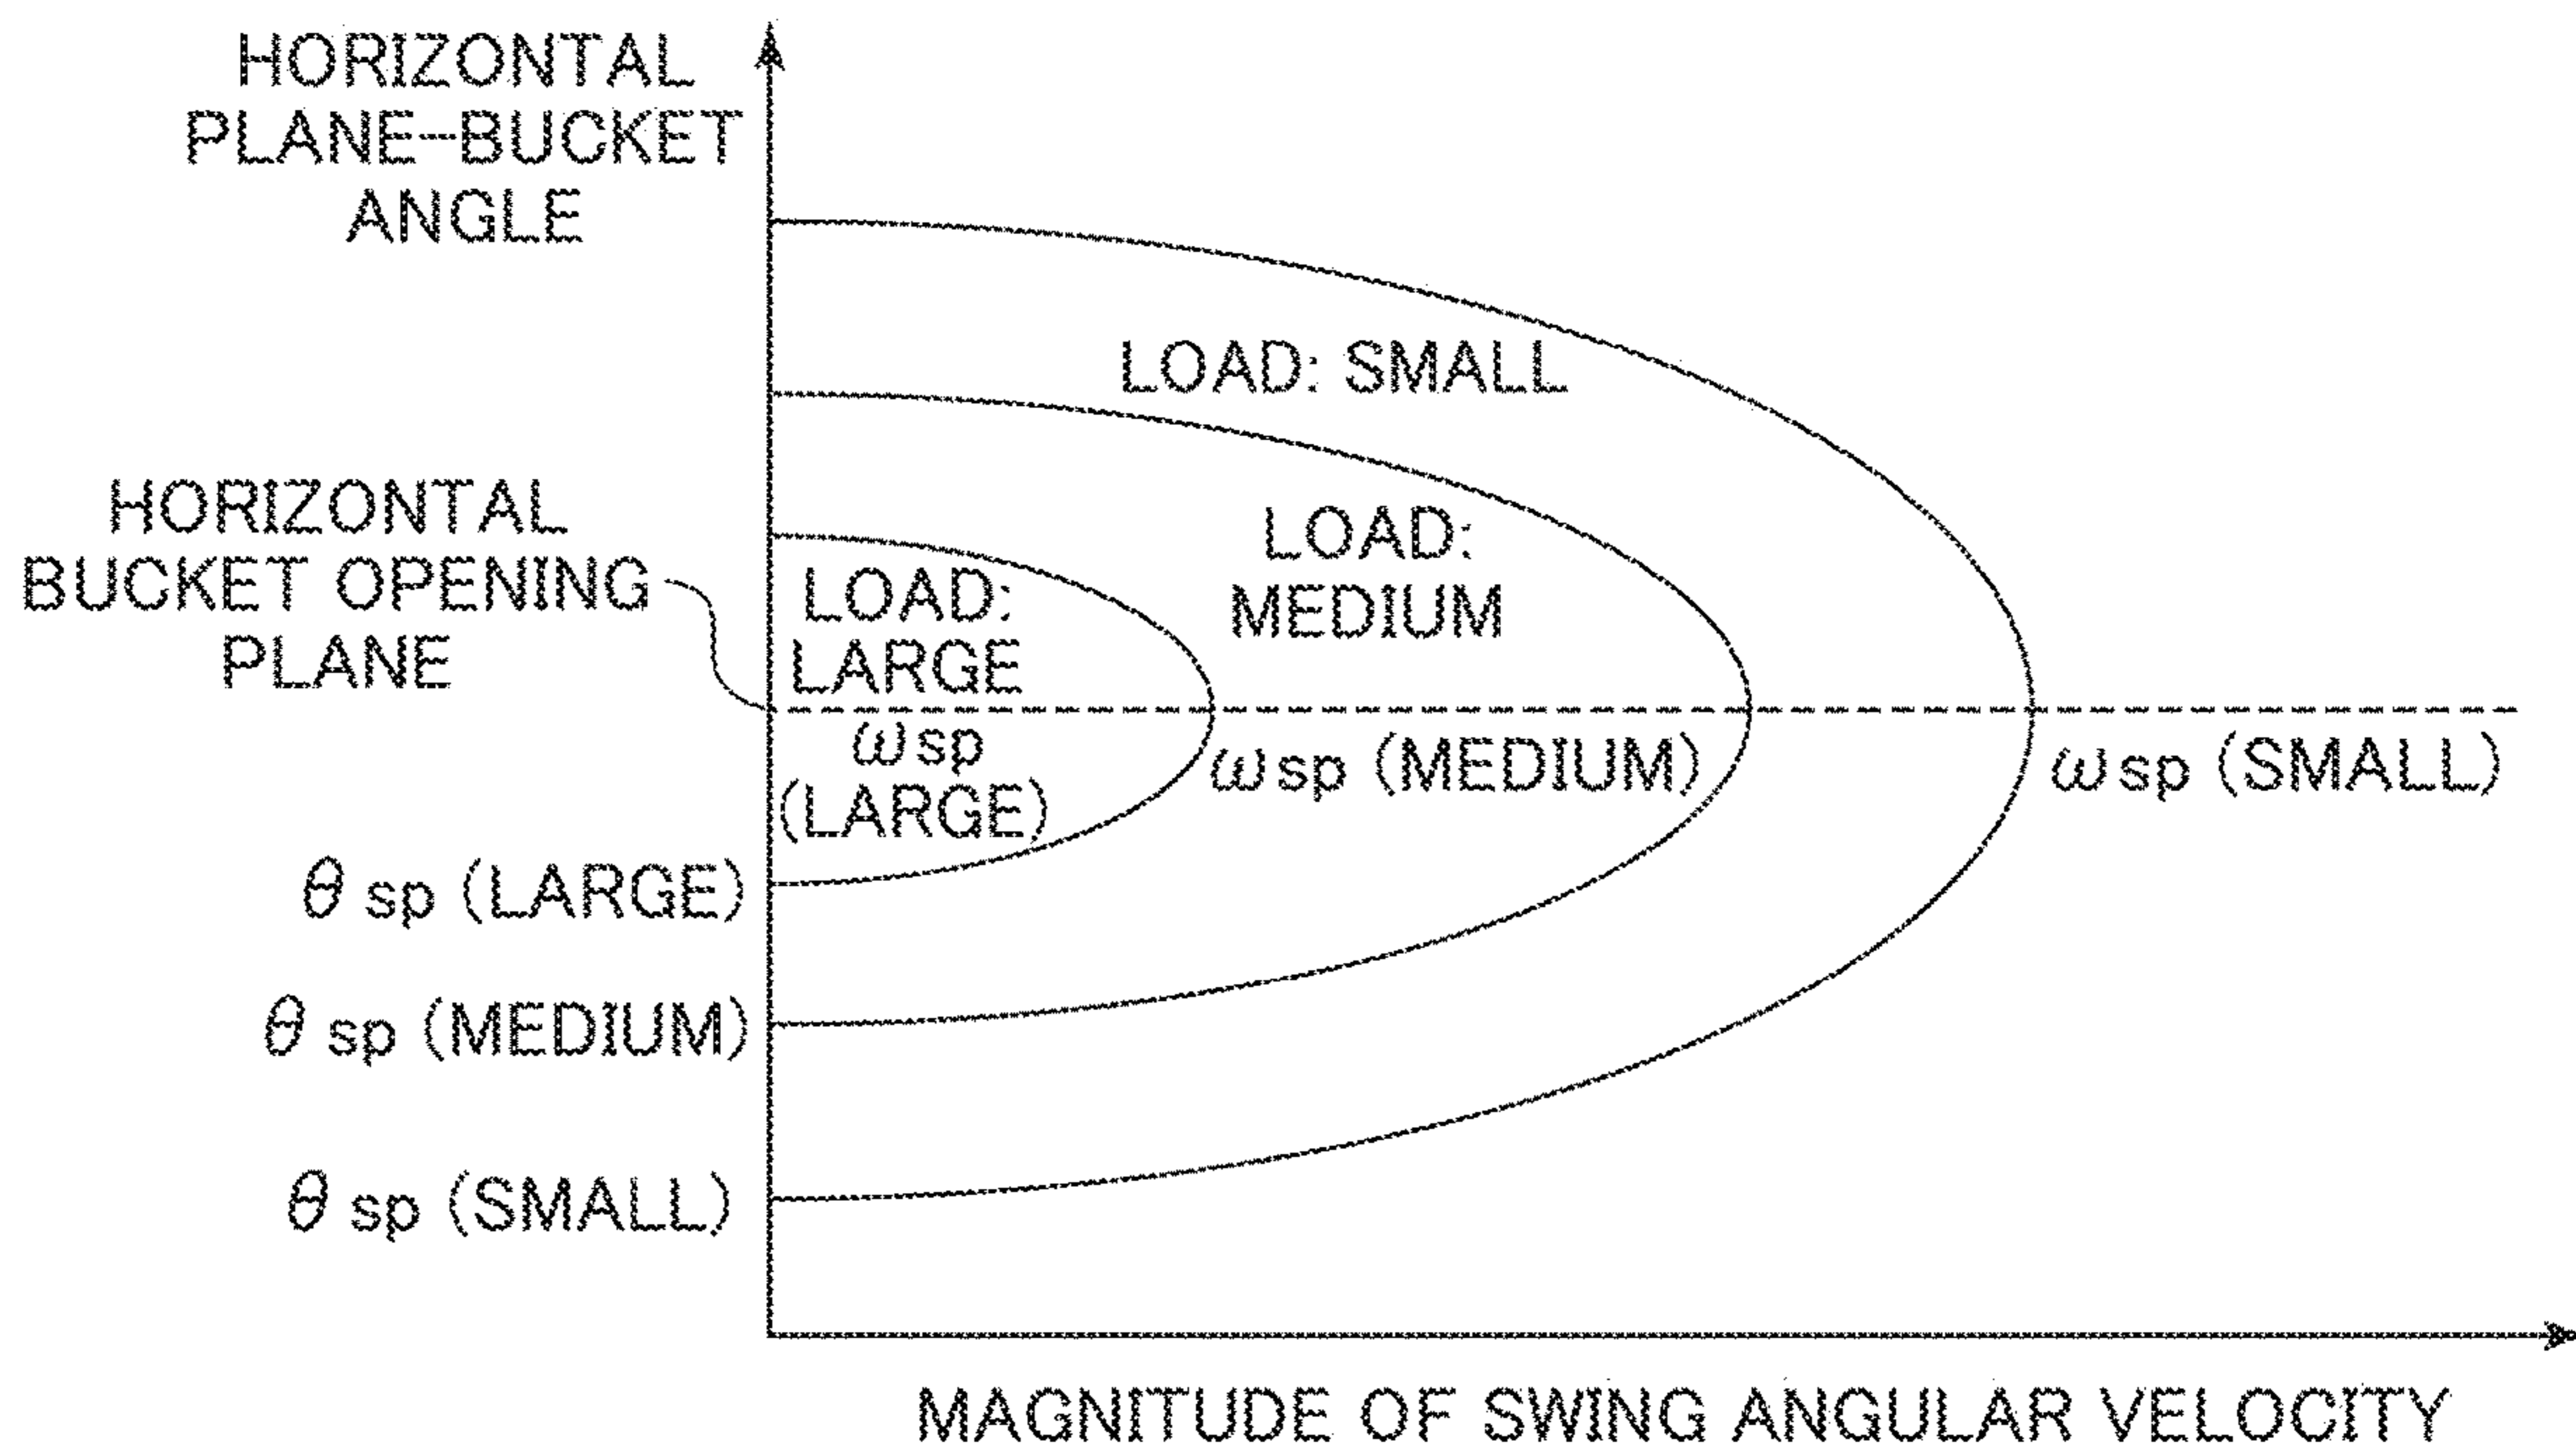 HORIZONTAL
PLANE-BUCKET
ANGLE
LOAD: SMALL
HORIZONTAL
BUCKET OPENING
PLANE
LOAD:
MEDIUM
LOAD:
LARGE
ωsp
(LARGE)
ωsp (MEDIUM)
ωsp (SMALL)
θ sp (LARGE)
θ sp (MEDIUM)
θ sp (SMALL)
MAGNITUDE OF SWING ANGULAR VELOCITY